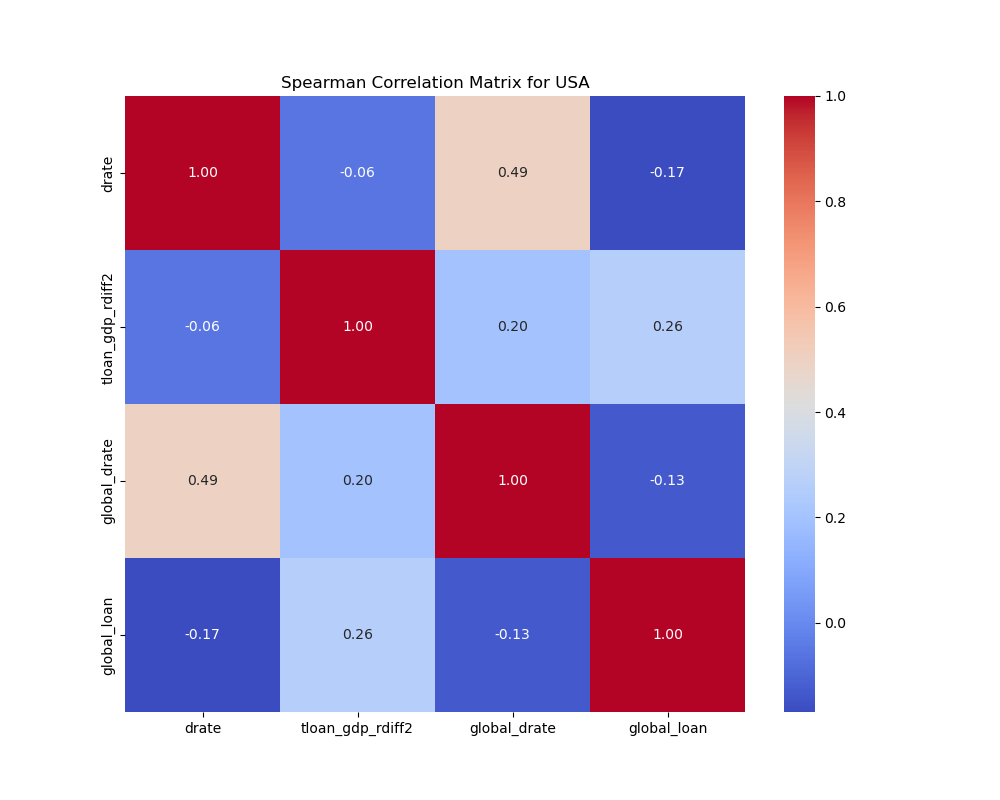 Spearman Correlation Matrix for USA
drate
1.00 -0.06 0.49 -0.17
tloan_gdp_rdiff2
-0.06 1.00 0.20 0.26
global_drate
0.49 0.20 1.00 -0.13
global_loan
-0.17 0.26 -0.13 1.00
drate tloan_gdp_rdiff2 global_drate global_loan
1.0
0.8
0.6
0.4
0.2
0.0